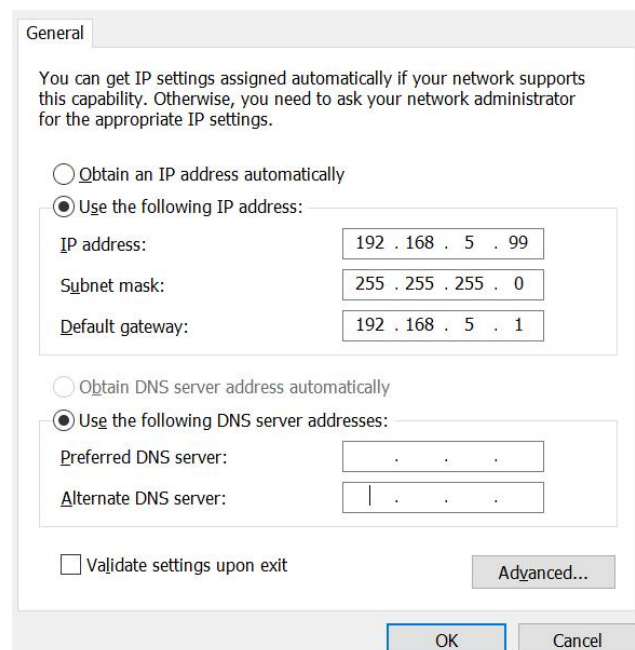 General
You can get IP settings assigned automatically if your network supports
this capability. Otherwise, you need to ask your network administrator
for the appropriate IP settings.
Obtain an IP address automatically
Use the following IP address:
IP address: 192 . 168 . 5 . 99
Subnet mask: 255 . 255 . 255 . 0
Default gateway: 192 . 168 . 5 . 1
Obtain DNS server address automatically
Use the following DNS server addresses:
Preferred DNS server: . . .
Alternate DNS server: . . .
Validate settings upon exit
Advanced...
OK Cancel